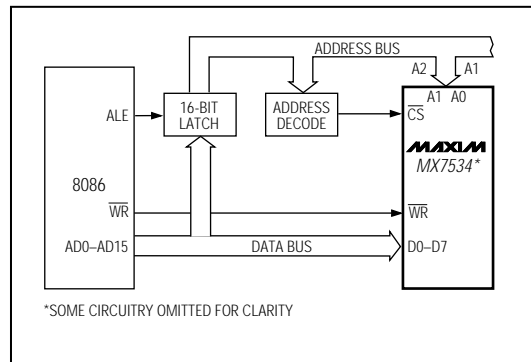 ADDRESS BUS
A2 A1
A1 A0
ALE
16-BIT
LATCH
ADDRESS
DECODE
CS
MAXIM
MX7534*
8086
WR
WR
AD0–AD15
DATA BUS
D0–D7
*SOME CIRCUITRY OMITTED FOR CLARITY